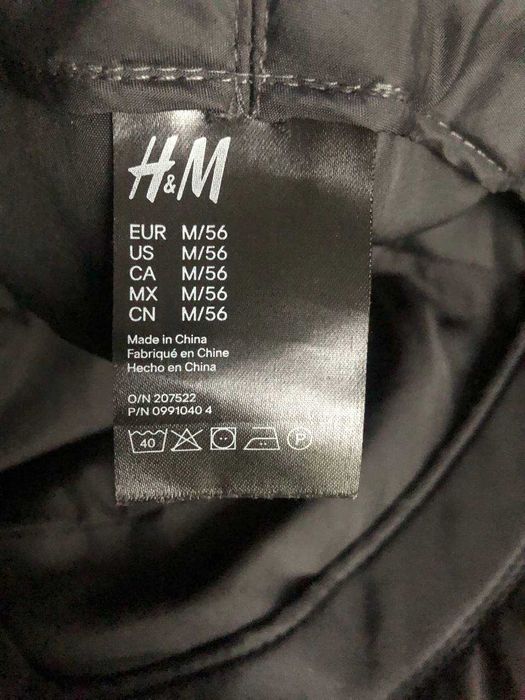 H&M
EUR M/56
US M/56
CA M/56
MX M/56
CN M/56
Made in China
Fabriqué en Chine
Hecho en China
O/N 207522
P/N 0991040 4
40 P